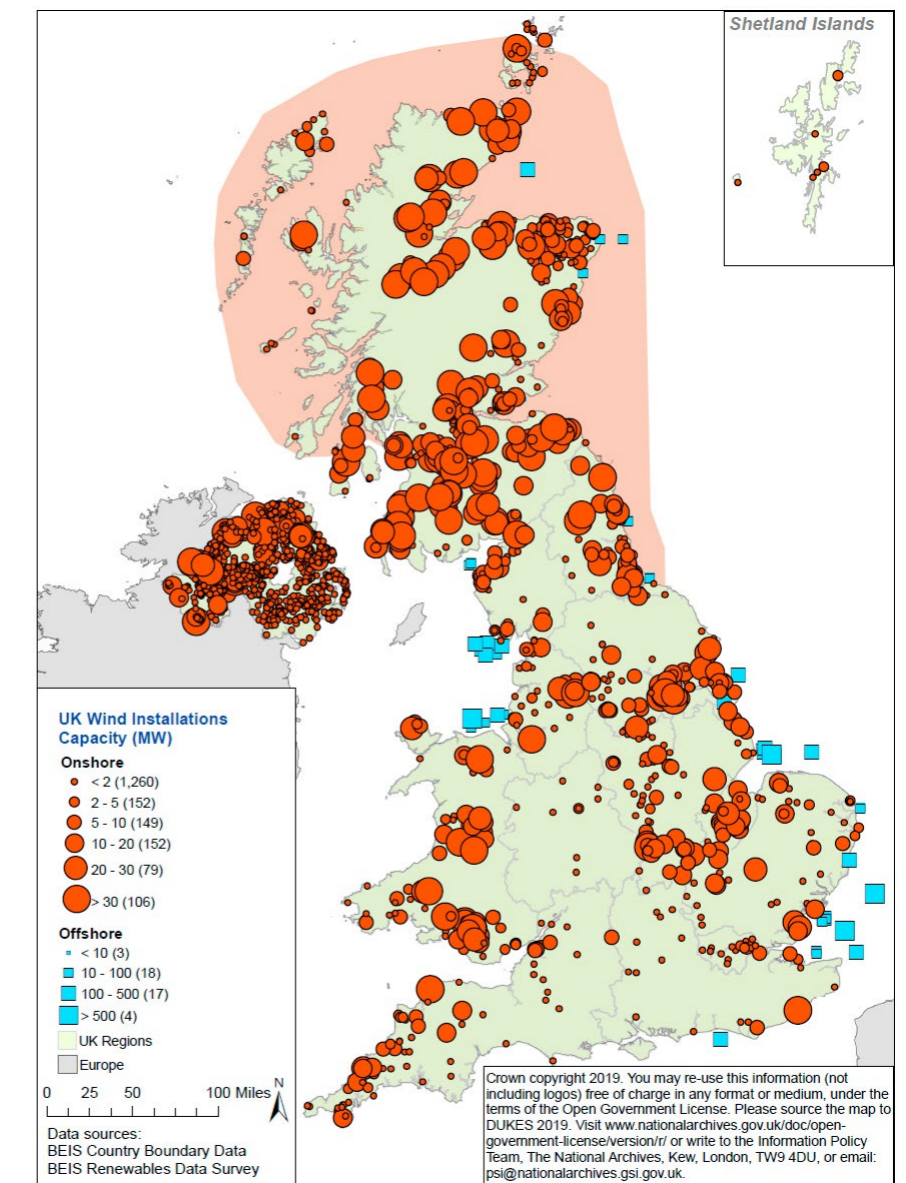 Shetland Islands
UK Wind Installations
Capacity (MW)
Onshore
< 2 (1,260)
2 - 5 (152)
5 - 10 (149)
10 - 20 (152)
20 - 30 (79)
> 30 (106)
Offshore
< 10 (3)
10 - 100 (18)
100 - 500 (17)
> 500 (4)
UK Regions
Europe
0 25 50 100 Miles
N
Data sources:
BEIS Country Boundary Data
BEIS Renewables Data Survey
Crown copyright 2019. You may re-use this information (not
including logos) free of charge in any format or medium, under the
terms of the Open Government License. Please source the map to
DUKES 2019. Visit www.nationalarchives.gov.uk/doc/open-
government-license/version/r/ or write to the Information Policy
Team, The National Archives, Kew, London, TW9 4DU, or email:
psi@nationalarchives.gsi.gov.uk.